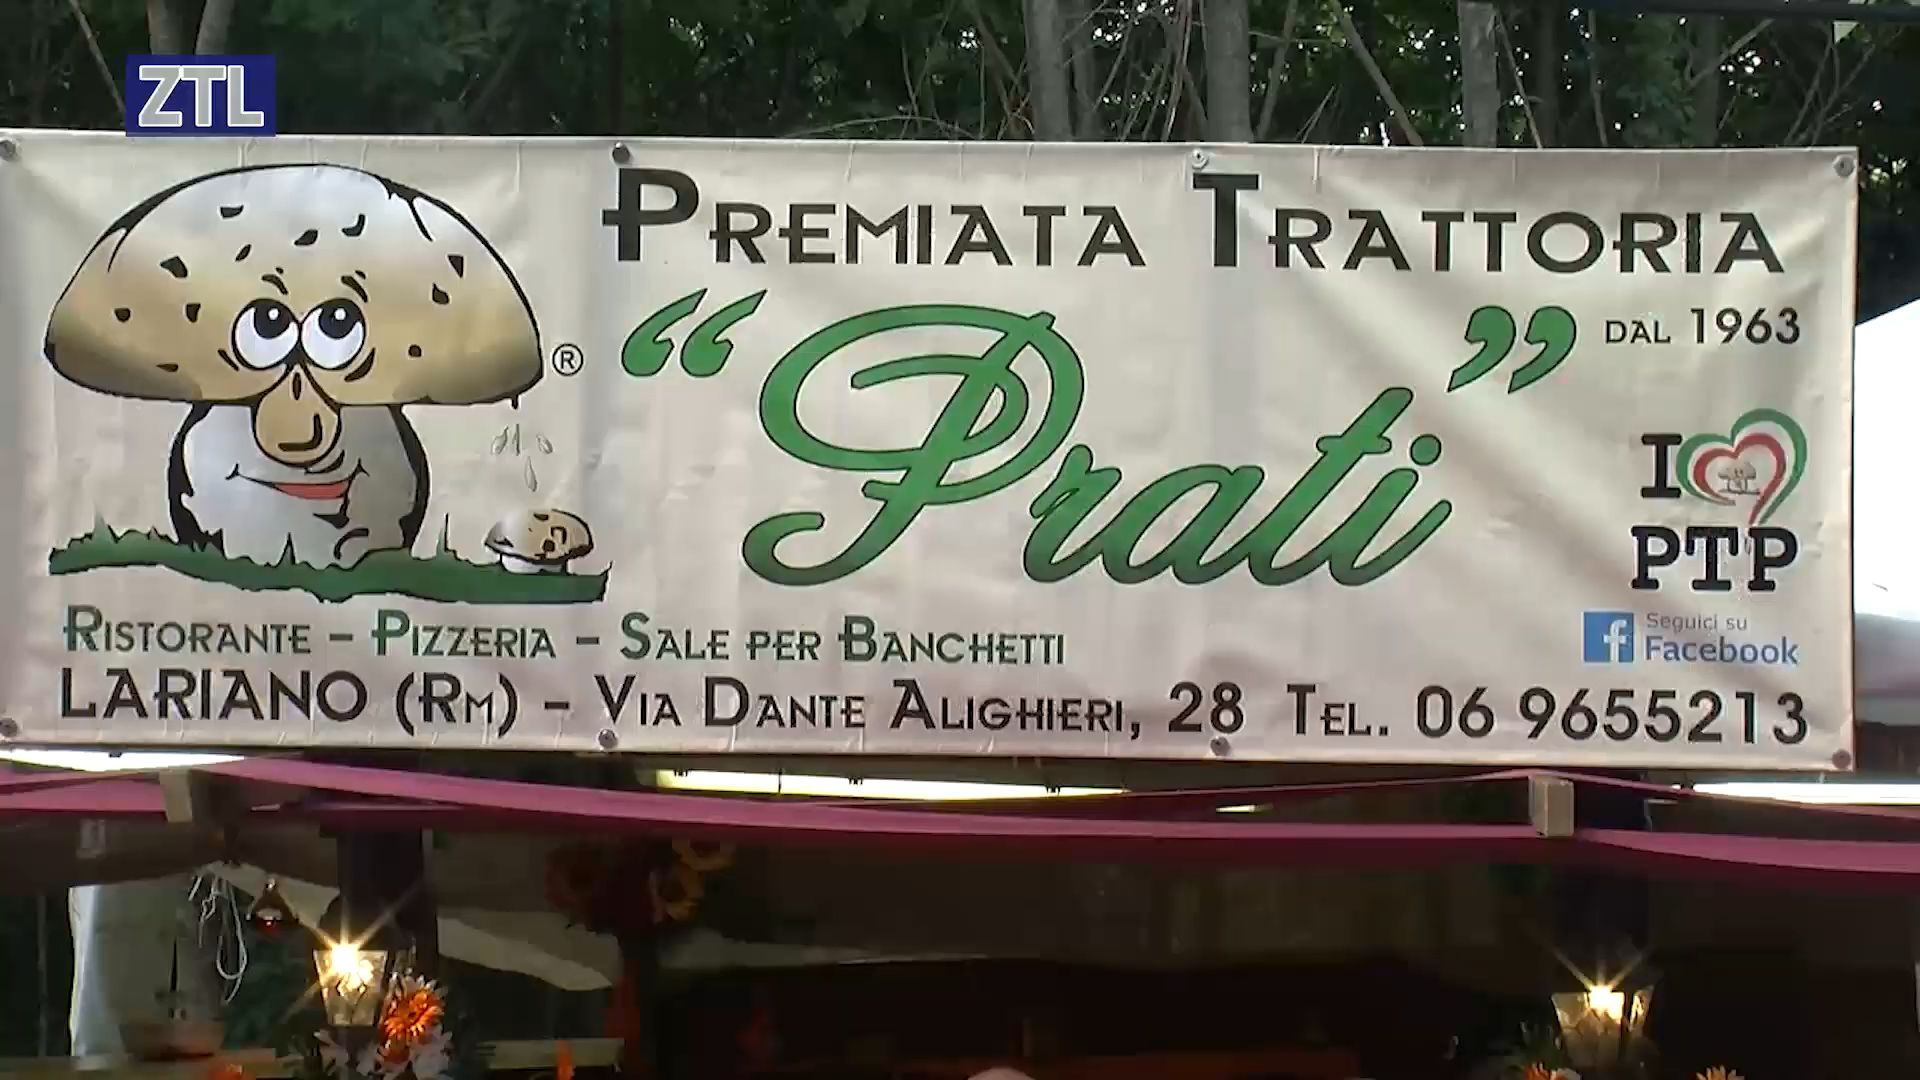 ZTL
PREMIATA TRATTORIA
“Prati”
DAL 1963
®
I
PTP
Seguici su
Facebook
RISTORANTE – PIZZERIA – SALE PER BANCHETTI
LARIANO (RM) – VIA DANTE ALIGHIERI, 28 TEL. 06 9655213